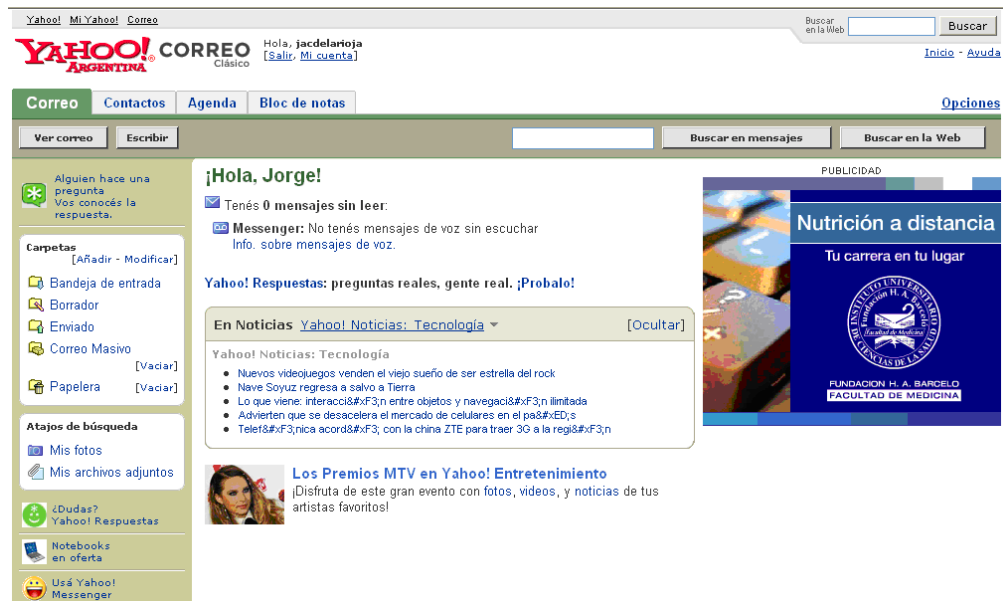 Yahoo! Mi Yahoo! Correo
Buscar en la Web Buscar
YAHOO! ARGENTINA CORREO Clásico
Hola, jacdelarioja
[Salir, Mi cuenta]
Inicio - Ayuda
Correo Contactos Agenda Bloc de notas
Opciones
Ver correo Escribir Buscar en mensajes Buscar en la Web
Alguien hace una
pregunta
Vos conocés la
respuesta.
Carpetas
[Añadir - Modificar]
Bandeja de entrada
Borrador
Enviado
Correo Masivo
[Vaciar]
Papelera [Vaciar]
Atajos de búsqueda
Mis fotos
Mis archivos adjuntos
¿Dudas?
Yahoo! Respuestas
Notebooks
en oferta
Usá Yahoo!
Messenger
¡Hola, Jorge!
Tenés 0 mensajes sin leer:
Messenger: No tenés mensajes de voz sin escuchar
Info. sobre mensajes de voz.
Yahoo! Respuestas: preguntas reales, gente real. ¡Probalo!
En Noticias Yahoo! Noticias: Tecnología [Ocultar]
Yahoo! Noticias: Tecnología
Nuevos videojuegos venden el viejo sueño de ser estrella del rock
Nave Soyuz regresa a salvo a Tierra
Lo que viene: interacci&#xF3;n entre objetos y navegaci&#xF3;n ilimitada
Advierten que se desacelera el mercado de celulares en el pa&#xED;s
Telef&#xF3;nica acord&#xF3; con la china ZTE para traer 3G a la regi&#xF3;n
Los Premios MTV en Yahoo! Entretenimiento
¡Disfruta de este gran evento con fotos, videos, y noticias de tus
artistas favoritos!
PUBLICIDAD
Nutrición a distancia
Tu carrera en tu lugar
INSTITUTO UNIVERSITARIO
DE CIENCIAS DE LA SALUD
Fundación H. A. Barceló
Facultad de Medicina
FUNDACION H. A. BARCELO
FACULTAD DE MEDICINA